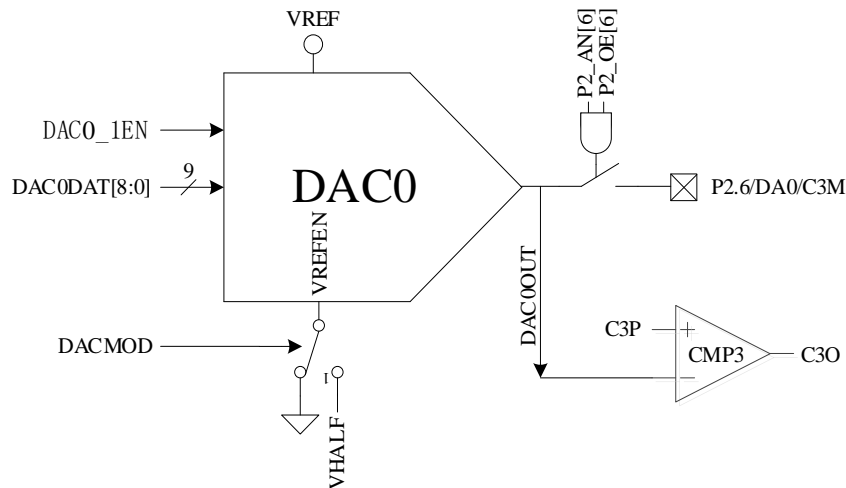 VREF
P2_AN[6]
P2_OE[6]
DAC0_1EN
9
DAC0DAT[8:0]
DAC0
P2.6/DA0/C3M
VREFEN
DAC0OUT
DACMOD
C3P
+
CMP3
C3O
1
VHALF